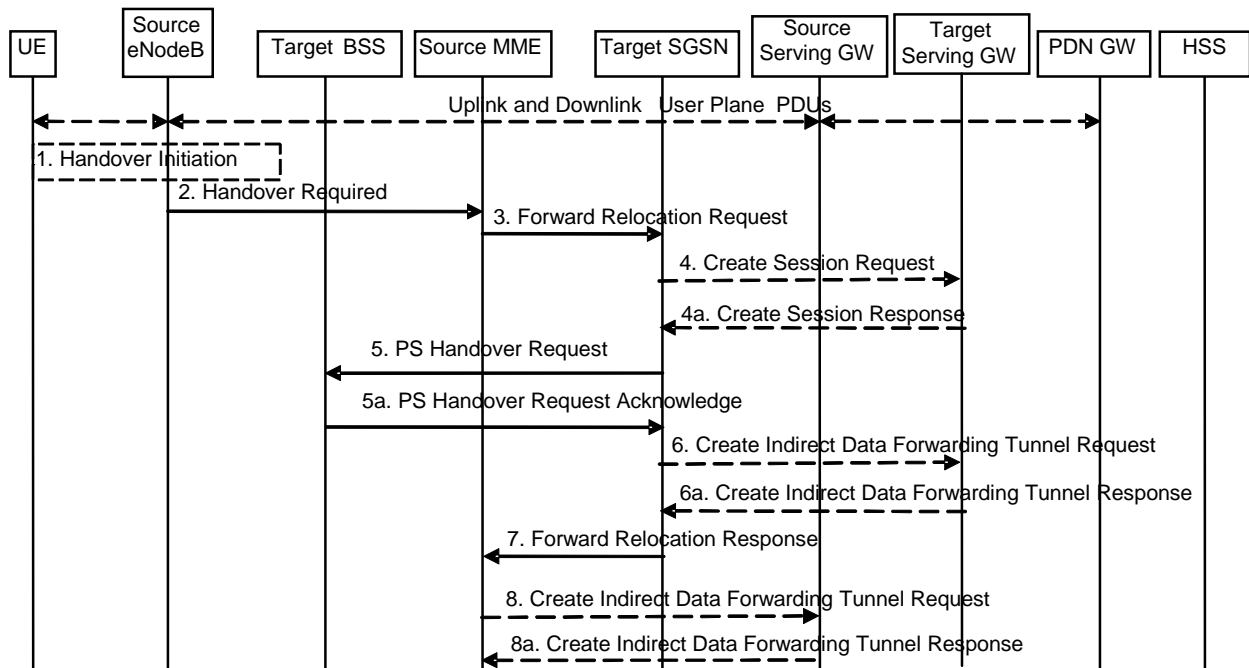 UE
Source
eNodeB
Target BSS
Source MME
Target SGSN
Source
Serving GW
Target
Serving GW
PDN GW
HSS
Uplink and Downlink User Plane PDUs
1. Handover Initiation
2. Handover Required
3. Forward Relocation Request
4. Create Session Request
4a. Create Session Response
5. PS Handover Request
5a. PS Handover Request Acknowledge
6. Create Indirect Data Forwarding Tunnel Request
6a. Create Indirect Data Forwarding Tunnel Response
7. Forward Relocation Response
8. Create Indirect Data Forwarding Tunnel Request
8a. Create Indirect Data Forwarding Tunnel Response